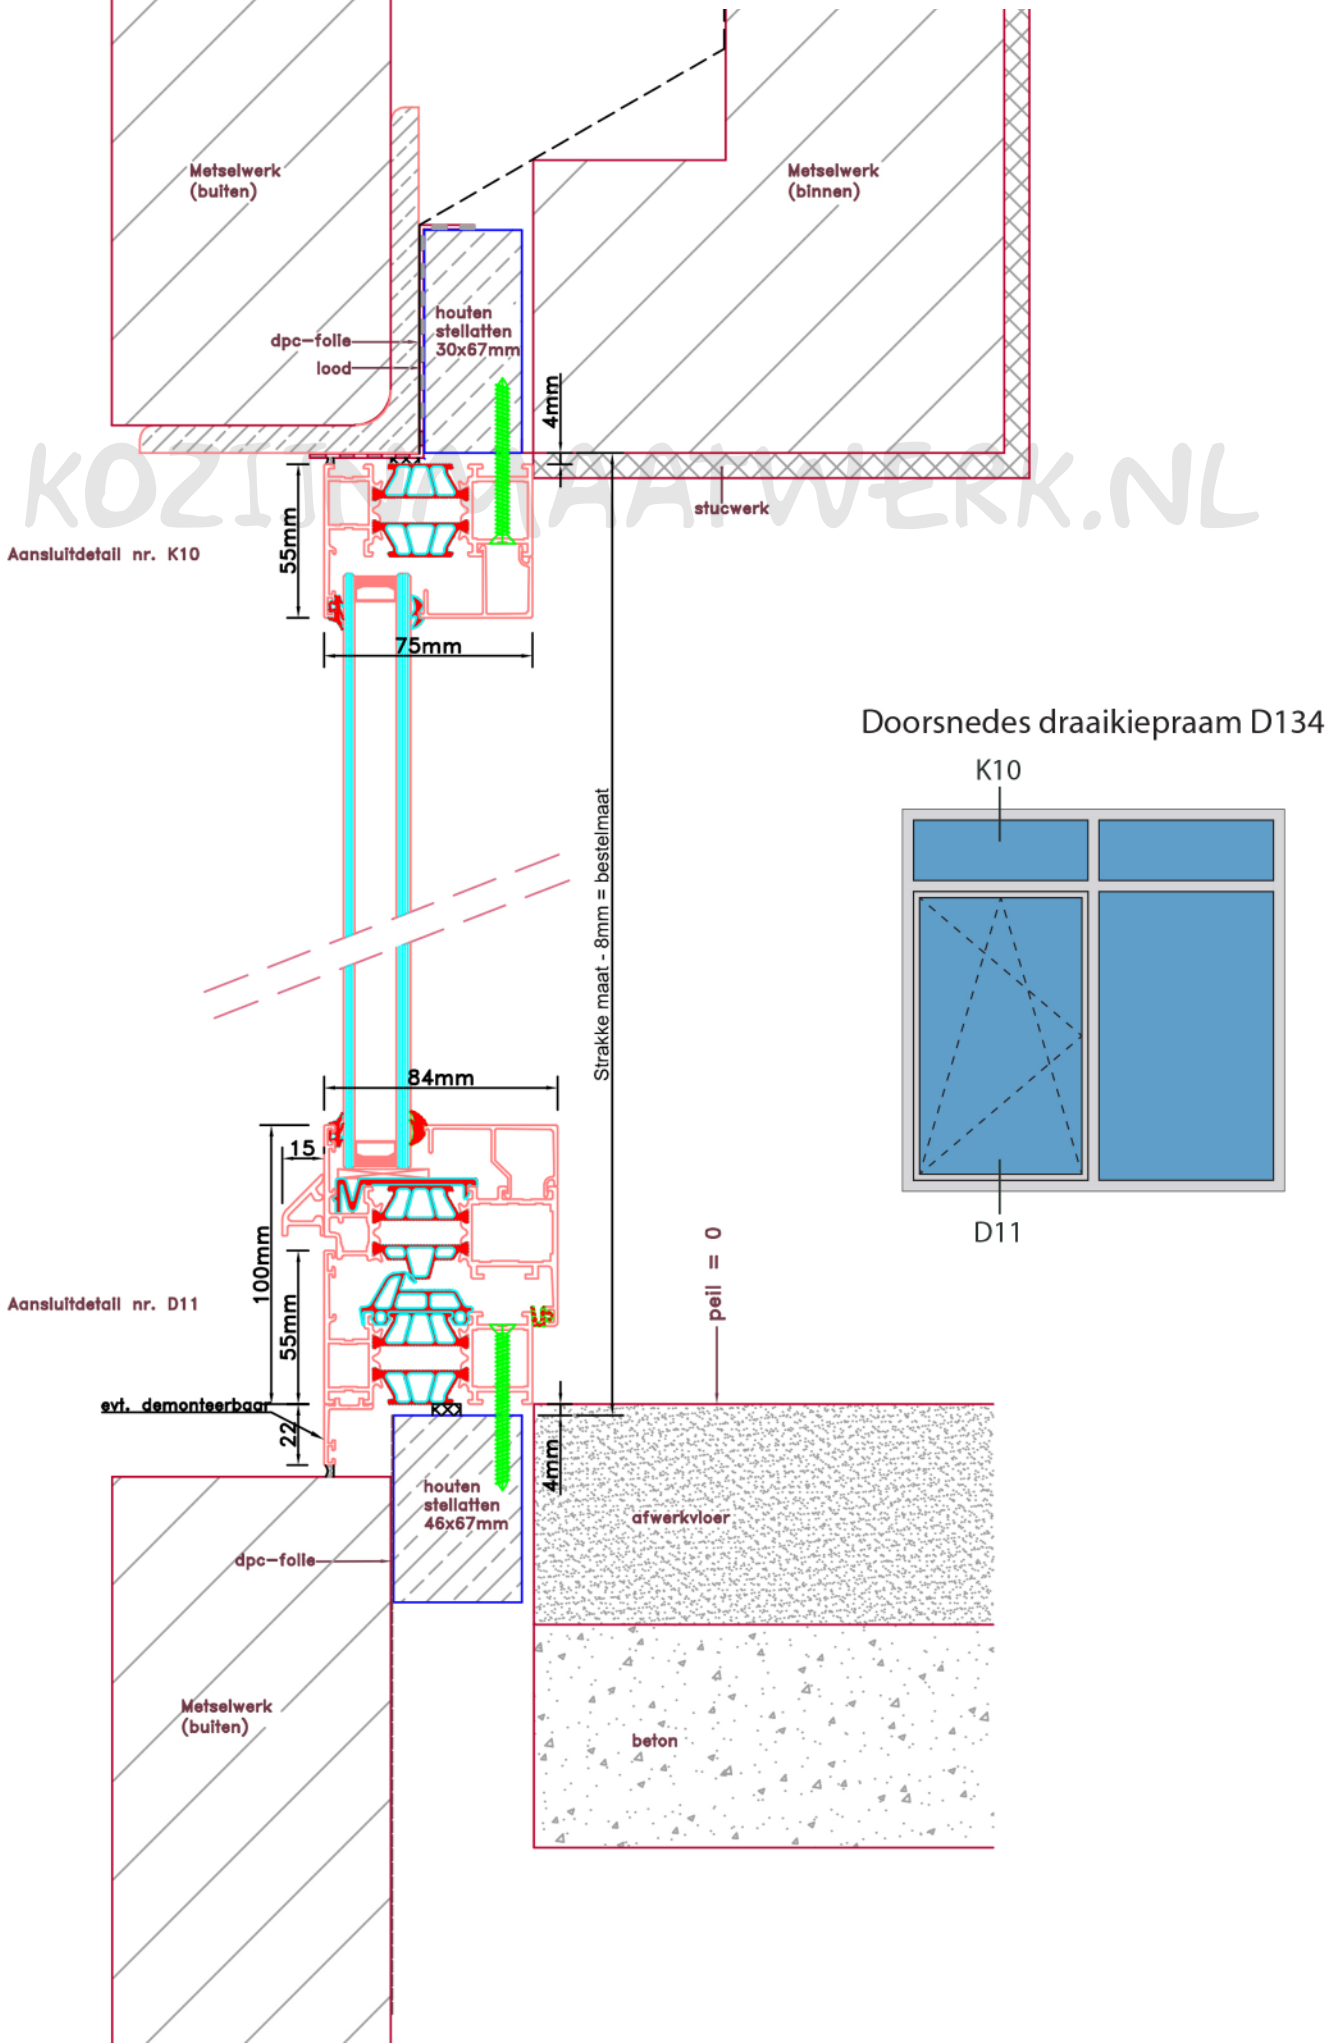 Metselwerk
(buiten)
Metselwerk
(binnen)
houten
stellatten
30x67mm
dpc-folie
lood
4mm
KOZIJNMAATWERK.NL
stucwerk
55mm
Aansluitdetail nr. K10
75mm
Doorsnedes draaikiepraam D134
K10
Strakke maat - 8mm = bestelmaat
84mm
15
100mm
D11
peil = 0
Aansluitdetail nr. D11
55mm
evt. demonteerbaar
22
4mm
houten
stellatten
46x67mm
afwerkvloer
dpc-folie
Metselwerk
(buiten)
beton